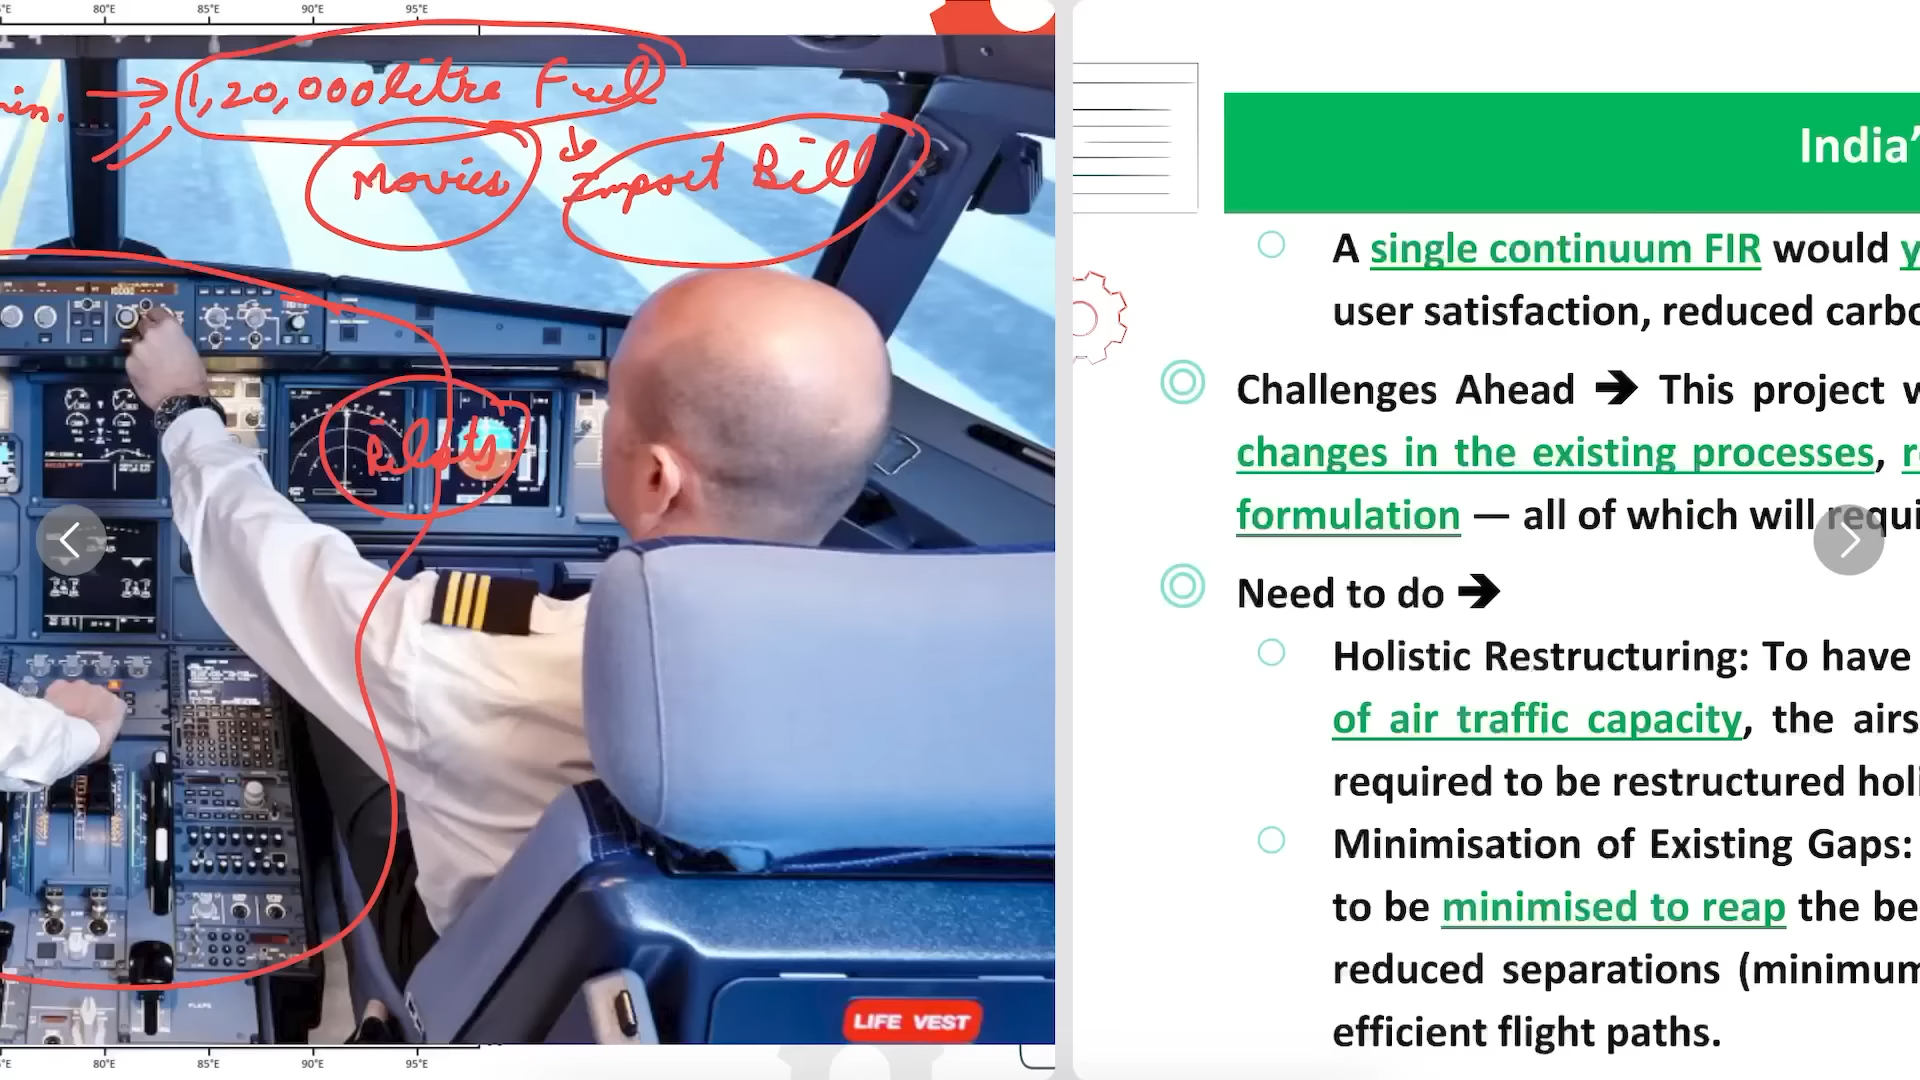 80°E 85°E 90°E 95°E
min. → 1,20,000 litre Fuel
Movies Import Bill
Pilots
LIFE VEST
80°E 85°E 90°E 95°E
India’
A single continuum FIR would y
user satisfaction, reduced carbo
Challenges Ahead ➔ This project w
changes in the existing processes, r
formulation — all of which will requi
Need to do ➔
Holistic Restructuring: To have
of air traffic capacity, the airs
required to be restructured holi
Minimisation of Existing Gaps:
to be minimised to reap the be
reduced separations (minimum
efficient flight paths.